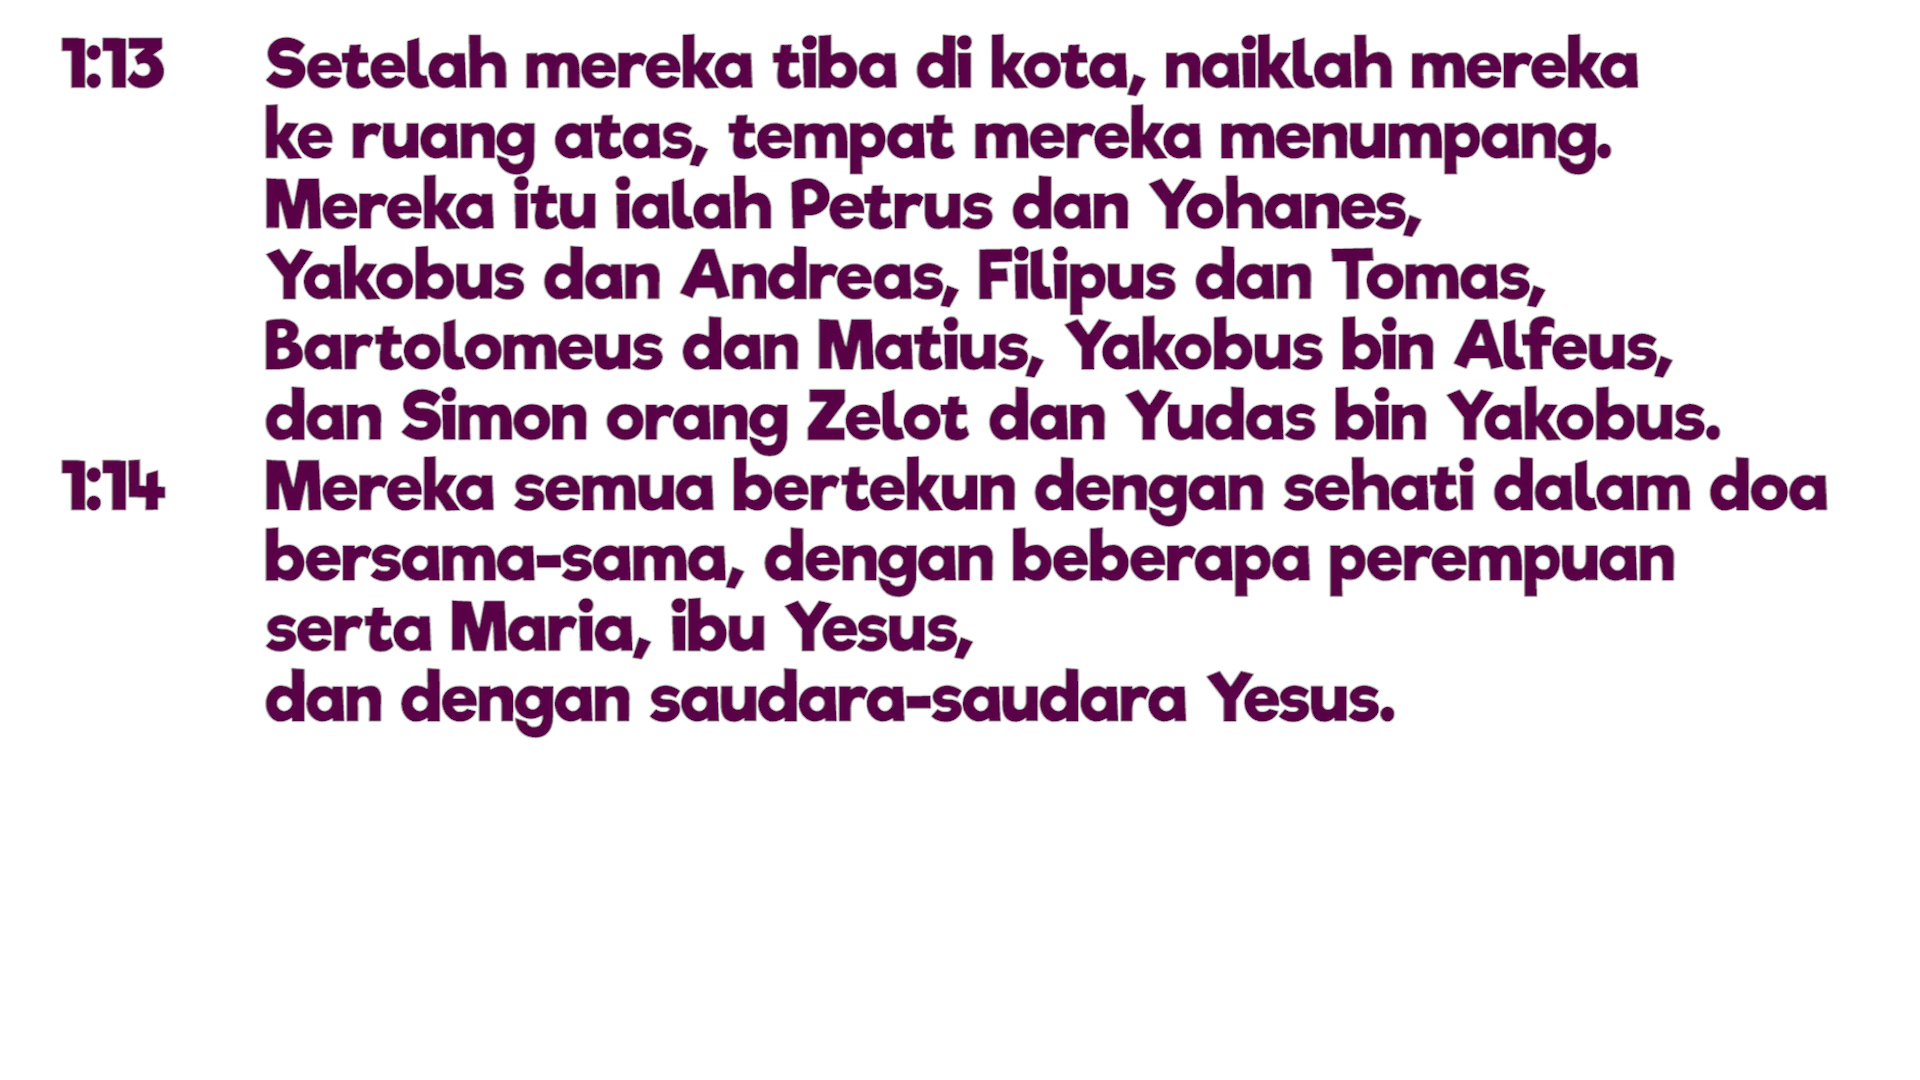 1:13 Setelah mereka tiba di kota, naiklah mereka
ke ruang atas, tempat mereka menumpang.
Mereka itu ialah Petrus dan Yohanes,
Yakobus dan Andreas, Filipus dan Tomas,
Bartolomeus dan Matius, Yakobus bin Alfeus,
dan Simon orang Zelot dan Yudas bin Yakobus.
1:14 Mereka semua bertekun dengan sehati dalam doa
bersama-sama, dengan beberapa perempuan
serta Maria, ibu Yesus,
dan dengan saudara-saudara Yesus.